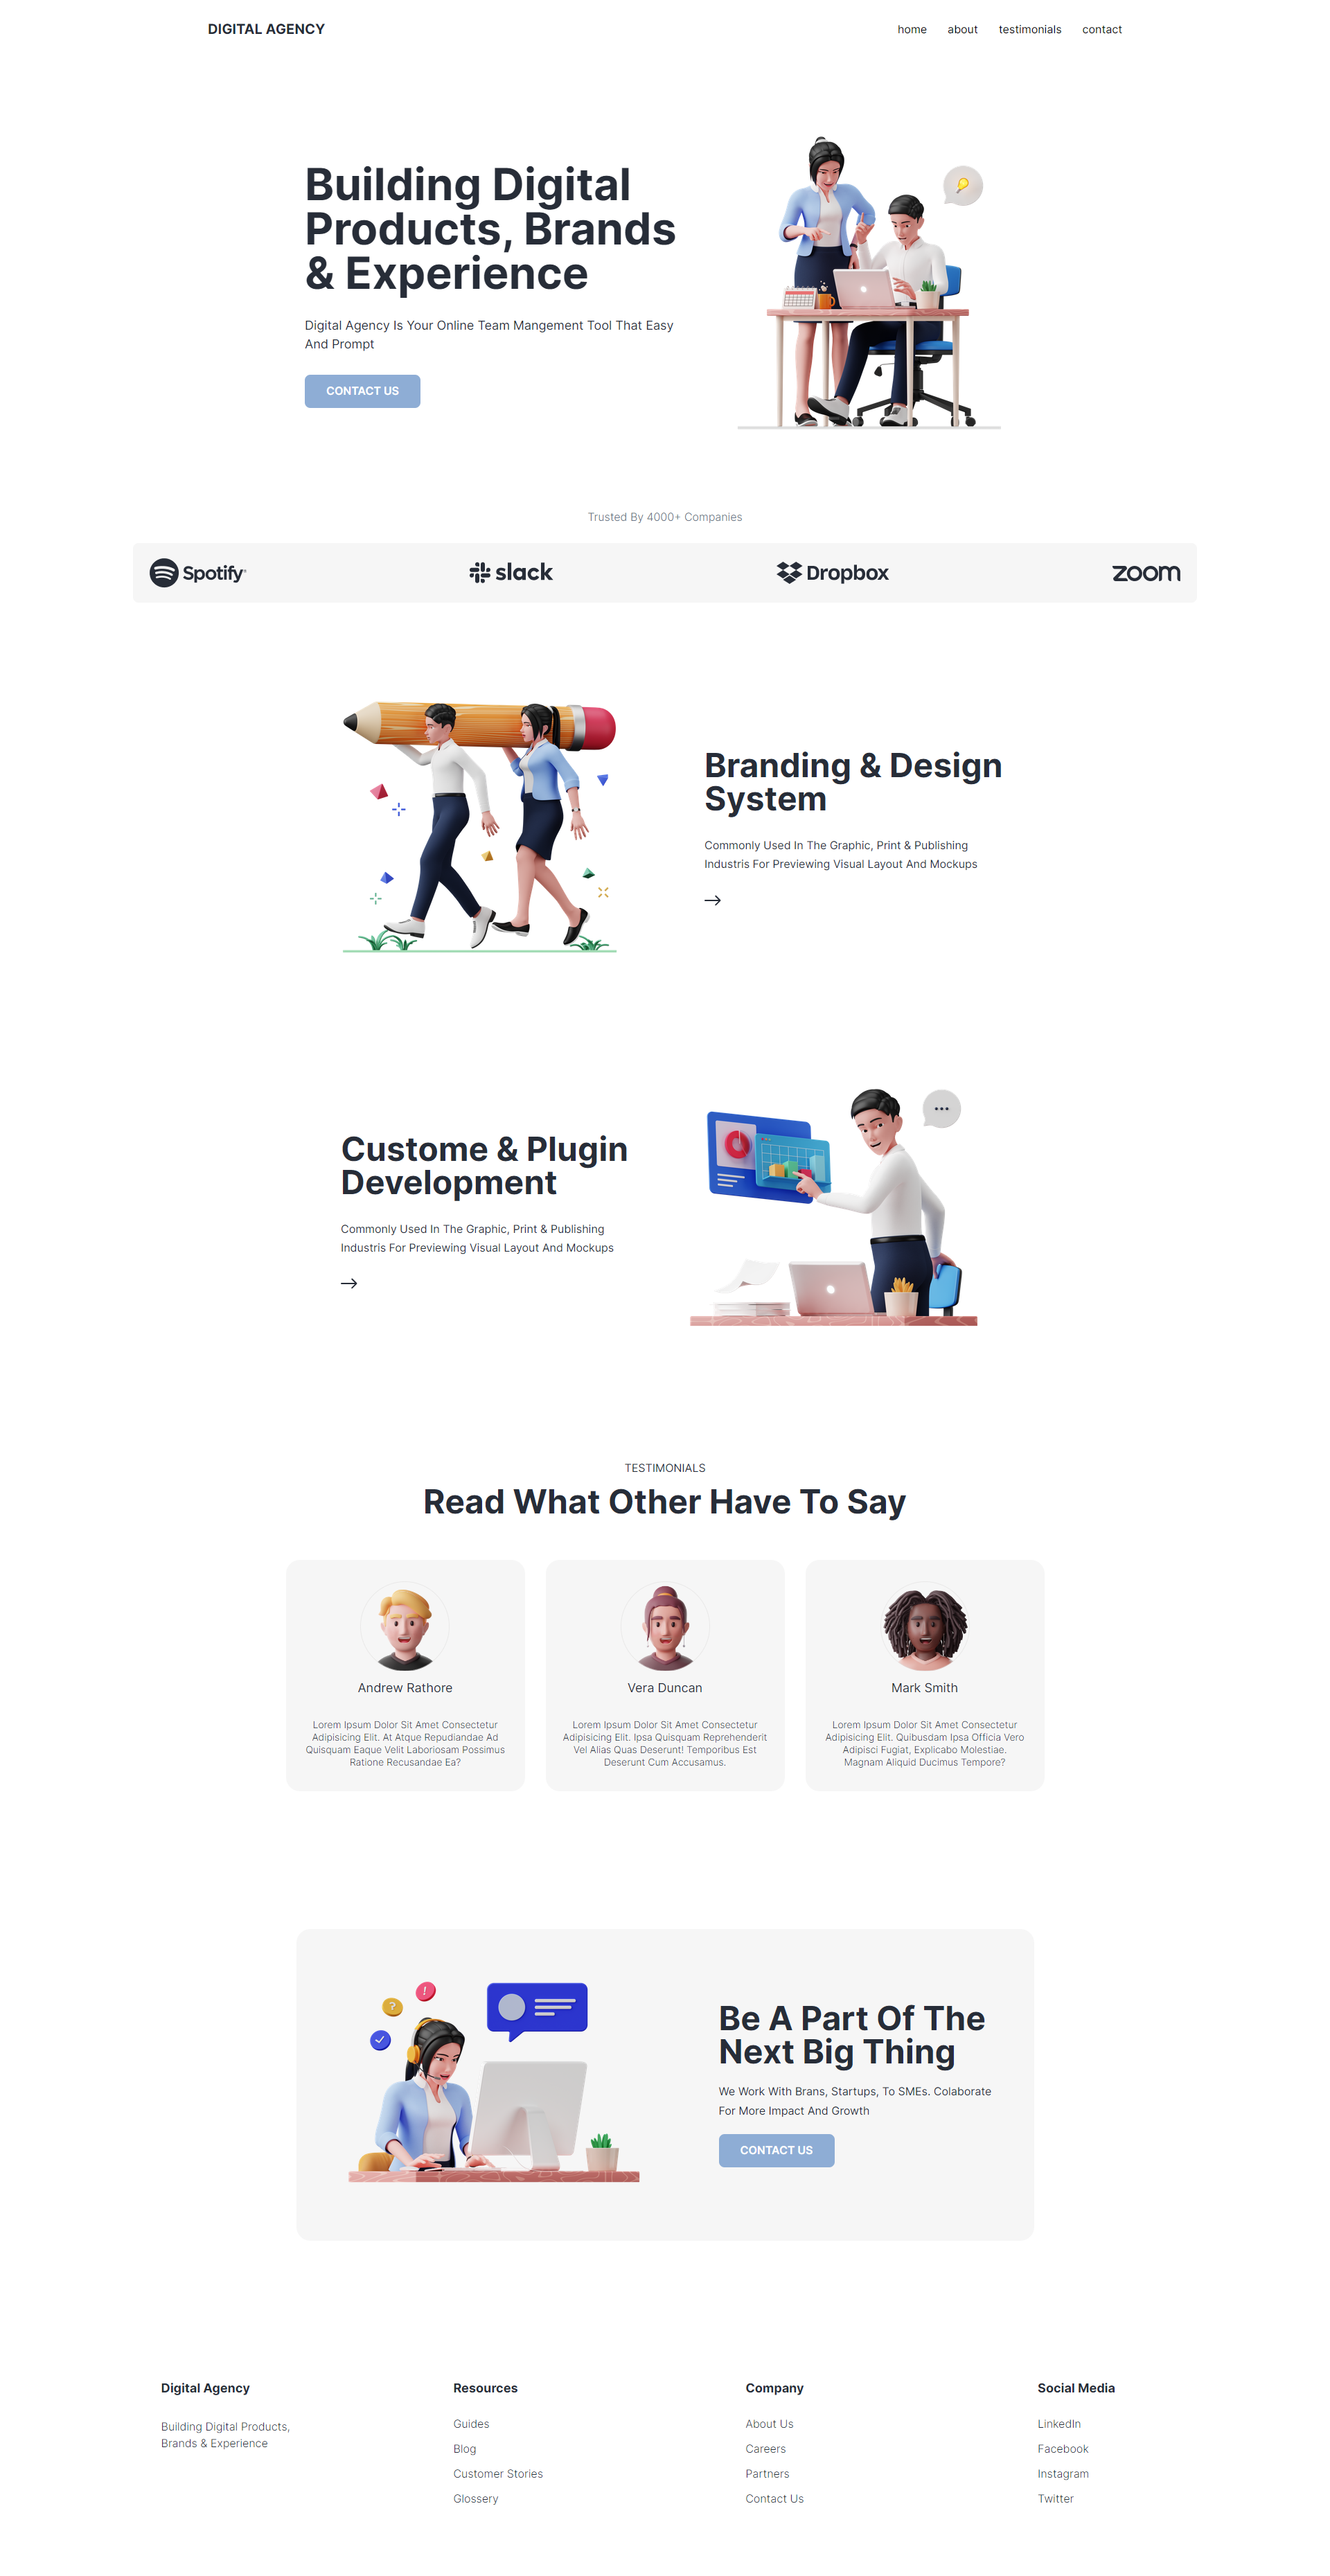 DIGITAL AGENCY
home about testimonials contact
Building Digital
Products, Brands
& Experience
Digital Agency Is Your Online Team Mangement Tool That Easy
And Prompt
CONTACT US
Trusted By 4000+ Companies
Spotify
slack
Dropbox
zoom
Branding & Design
System
Commonly Used In The Graphic, Print & Publishing
Industris For Previewing Visual Layout And Mockups
Custome & Plugin
Development
Commonly Used In The Graphic, Print & Publishing
Industris For Previewing Visual Layout And Mockups
TESTIMONIALS
Read What Other Have To Say
Andrew Rathore
Lorem Ipsum Dolor Sit Amet Consectetur
Adipisicing Elit. At Atque Repudiandae Ad
Quisquam Eaque Velit Laboriosam Possimus
Ratione Recusandae Ea?
Vera Duncan
Lorem Ipsum Dolor Sit Amet Consectetur
Adipisicing Elit. Ipsa Quisquam Reprehenderit
Vel Alias Quas Deserunt! Temporibus Est
Deserunt Cum Accusamus.
Mark Smith
Lorem Ipsum Dolor Sit Amet Consectetur
Adipisicing Elit. Quibusdam Ipsa Officia Vero
Adipisci Fugiat, Explicabo Molestiae.
Magnam Aliquid Ducimus Tempore?
Be A Part Of The
Next Big Thing
We Work With Brans, Startups, To SMEs. Colaborate
For More Impact And Growth
CONTACT US
Digital Agency
Building Digital Products,
Brands & Experience
Resources
Guides
Blog
Customer Stories
Glossery
Company
About Us
Careers
Partners
Contact Us
Social Media
LinkedIn
Facebook
Instagram
Twitter